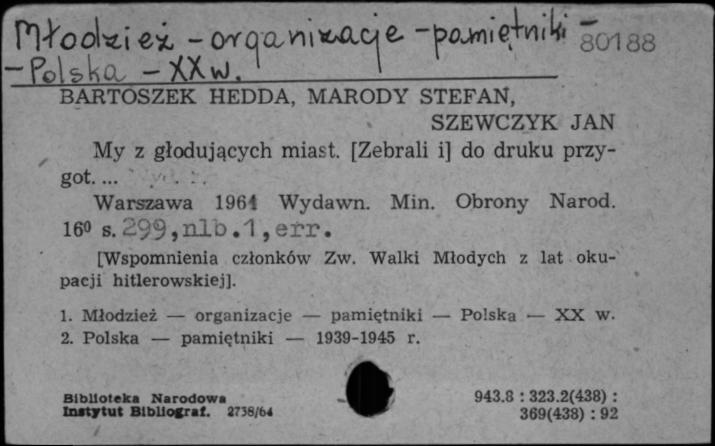 Młodzież - organizacje - pamiętniki -
80188
- Polska - XX w.
BARTOSZEK HEDDA, MARODY STEFAN,
SZEWCZYK JAN
My z głodujących miast. [Zebrali i] do druku przy-
got. ...
Warszawa 1964 Wydawn. Min. Obrony Narod.
16⁰ s. 299, nlb.1, err.
[Wspomnienia członków Zw. Walki Młodych z lat oku-
pacji hitlerowskiej].
1. Młodzież — organizacje — pamiętniki — Polska — XX w.
2. Polska — pamiętniki — 1939-1945 r.
Biblioteka Narodowa
Instytut Bibliograf. 2738/64
943.8 : 323.2(438) :
369(438) : 92